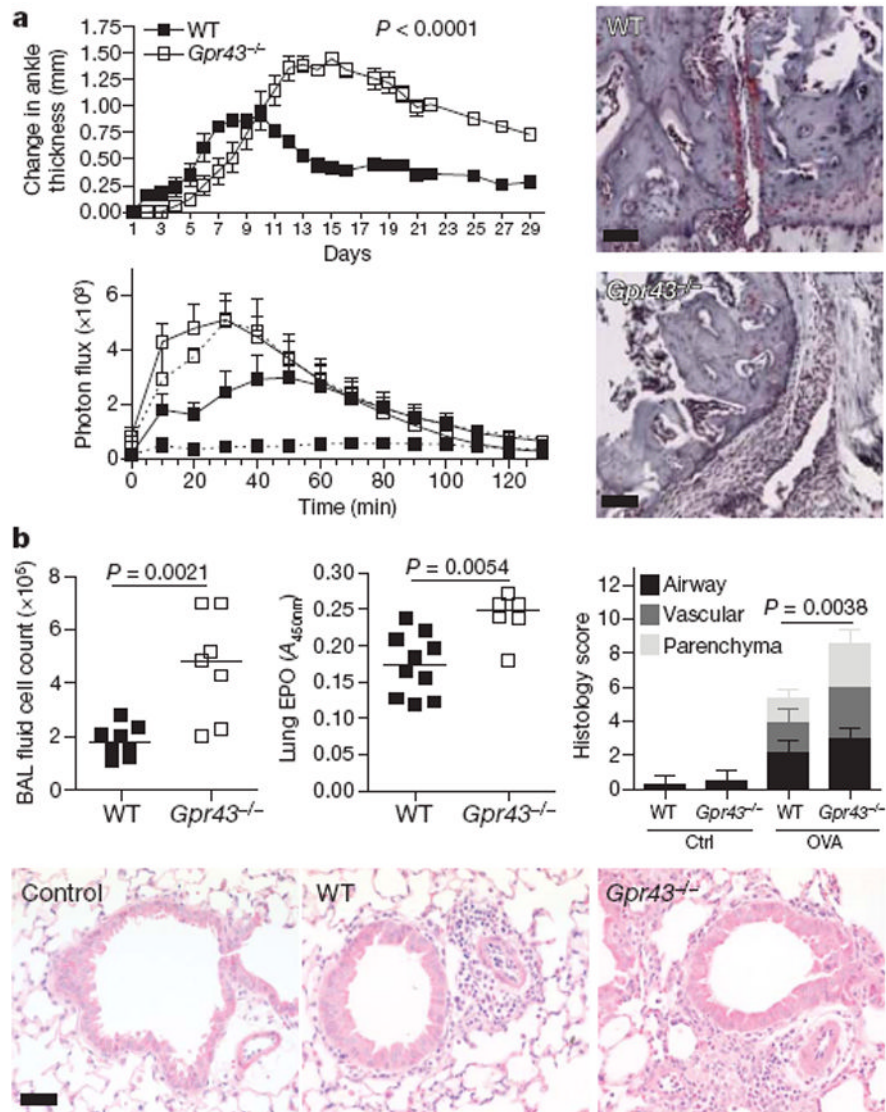 a
Change in ankle
thickness (mm)
1.75
1.50
1.25
1.00
0.75
0.50
0.25
0.00
WT
Gpr43−/−
P < 0.0001
1 3 5 7 9 11 13 15 17 19 21 23 25 27 29
Days
Photon flux (×10³)
6
4
2
0
0 20 40 60 80 100 120
Time (min)
WT
Gpr43−/−
b
BAL fluid cell count (×10⁵)
8
6
4
2
0
P = 0.0021
WT Gpr43−/−
Lung EPO (A450nm)
0.30
0.25
0.20
0.15
0.10
0.05
0
P = 0.0054
WT Gpr43−/−
Histology score
12
10
8
6
4
2
0
Airway
Vascular
Parenchyma
P = 0.0038
WT Gpr43−/− WT Gpr43−/−
Ctrl OVA
Control
WT
Gpr43−/−